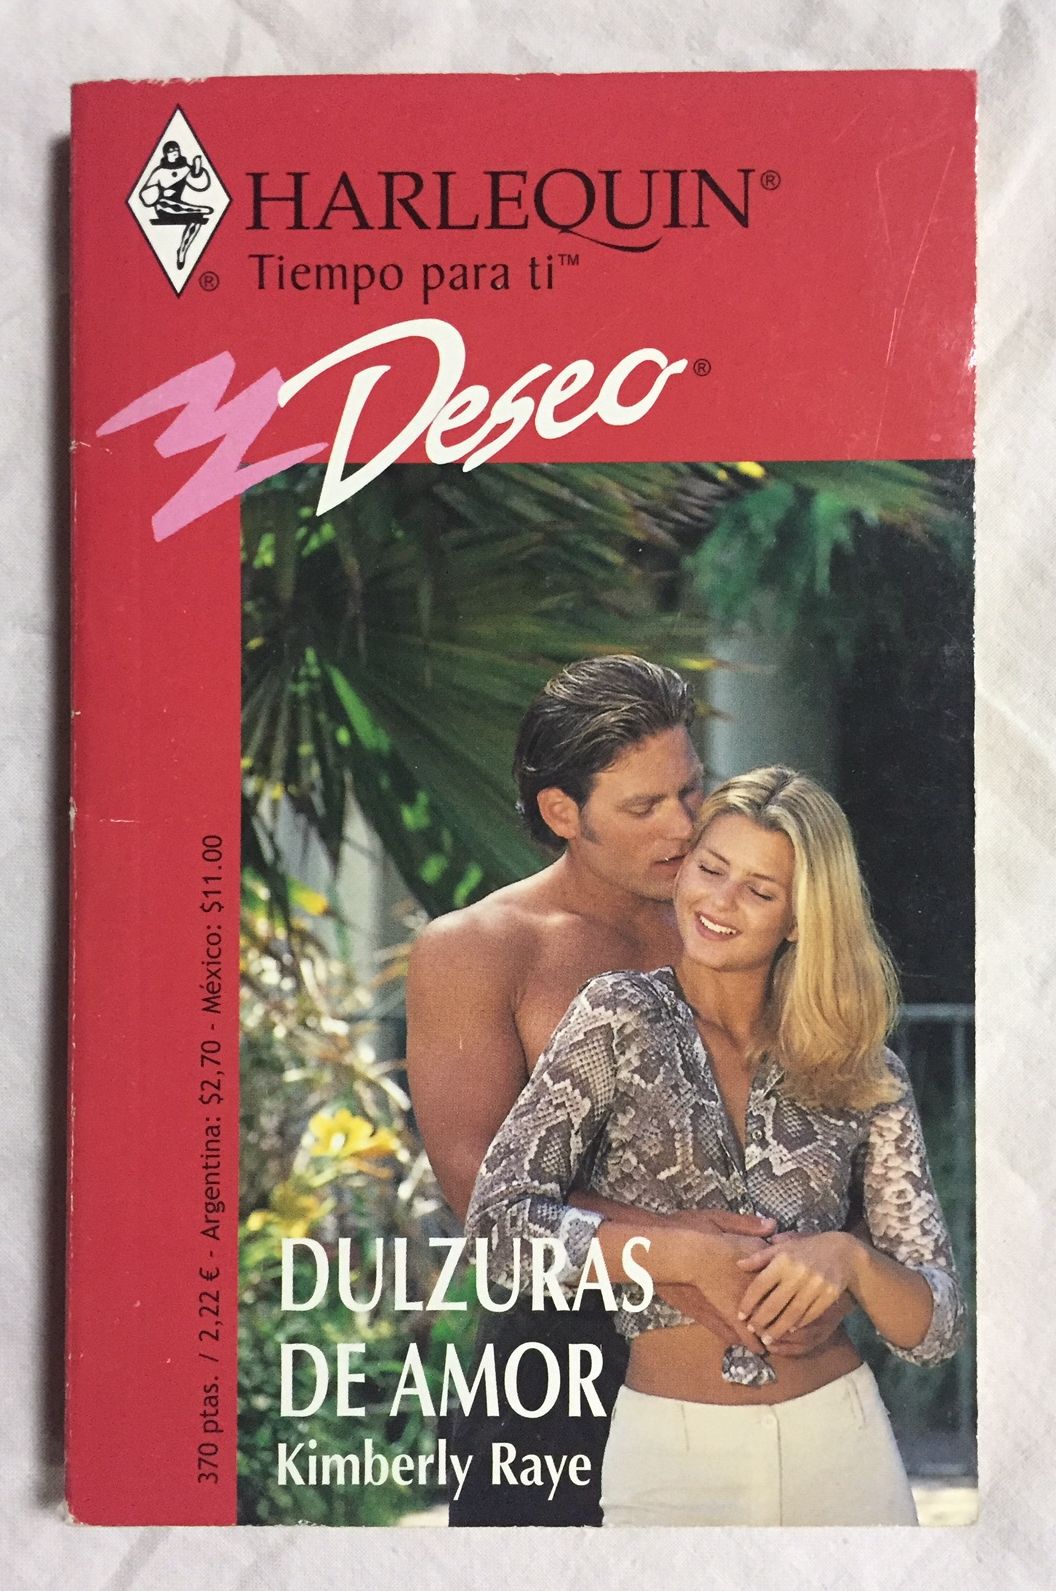 HARLEQUIN®
®
Tiempo para ti™
Deseo®
370 ptas. / 2,22 € - Argentina: $2,70 - México: $11.00
DULZURAS
DE AMOR
Kimberly Raye